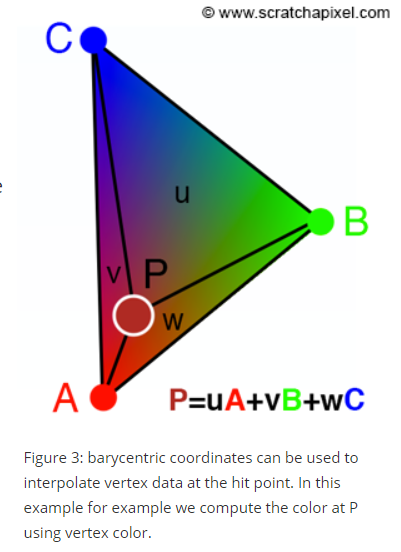 © www.scratchapixel.com
C
u
B
v P
w
A
P=uA+vB+wC
Figure 3: barycentric coordinates can be used to
interpolate vertex data at the hit point. In this
example for example we compute the color at P
using vertex color.